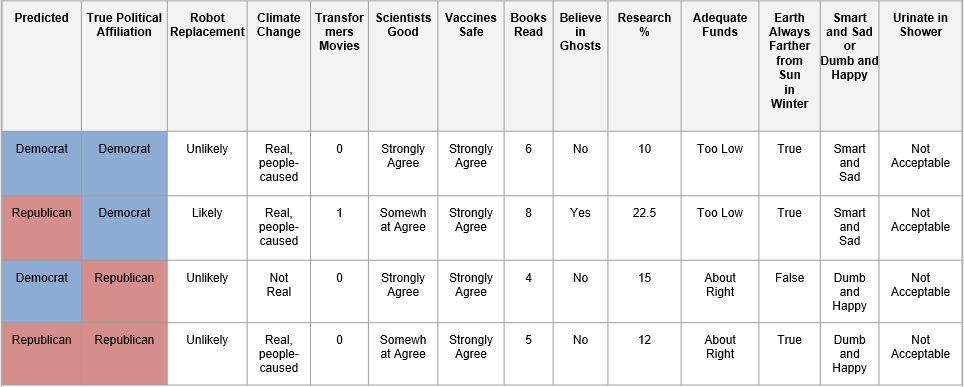 Predicted
True Political
Affiliation
Robot
Replacement
Climate
Change
Transfor
mers
Movies
Scientists
Good
Vaccines
Safe
Books
Read
Believe
in
Ghosts
Research
%
Adequate
Funds
Earth
Always
Farther
from
Sun
in
Winter
Smart
and Sad
or
Dumb and
Happy
Urinate in
Shower
Democrat
Democrat
Unlikely
Real,
people-
caused
0
Strongly
Agree
Strongly
Agree
6
No
10
Too Low
True
Smart
and
Sad
Not
Acceptable
Republican
Democrat
Likely
Real,
people-
caused
1
Somewh
at Agree
Strongly
Agree
8
Yes
22.5
Too Low
True
Smart
and
Sad
Not
Acceptable
Democrat
Republican
Unlikely
Not
Real
0
Strongly
Agree
Strongly
Agree
4
No
15
About
Right
False
Dumb
and
Happy
Not
Acceptable
Republican
Republican
Unlikely
Real,
people-
caused
0
Somewh
at Agree
Strongly
Agree
5
No
12
About
Right
True
Dumb
and
Happy
Not
Acceptable